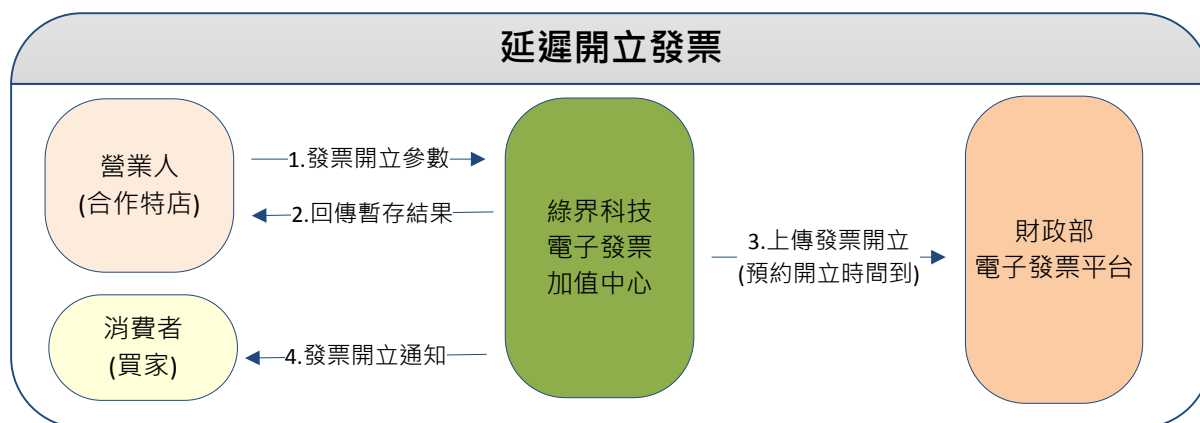 延遲開立發票
營業人
(合作特店)
1.發票開立參數
2.回傳暫存結果
綠界科技
電子發票
加值中心
3.上傳發票開立
(預約開立時間到)
財政部
電子發票平台
消費者
(買家)
4.發票開立通知